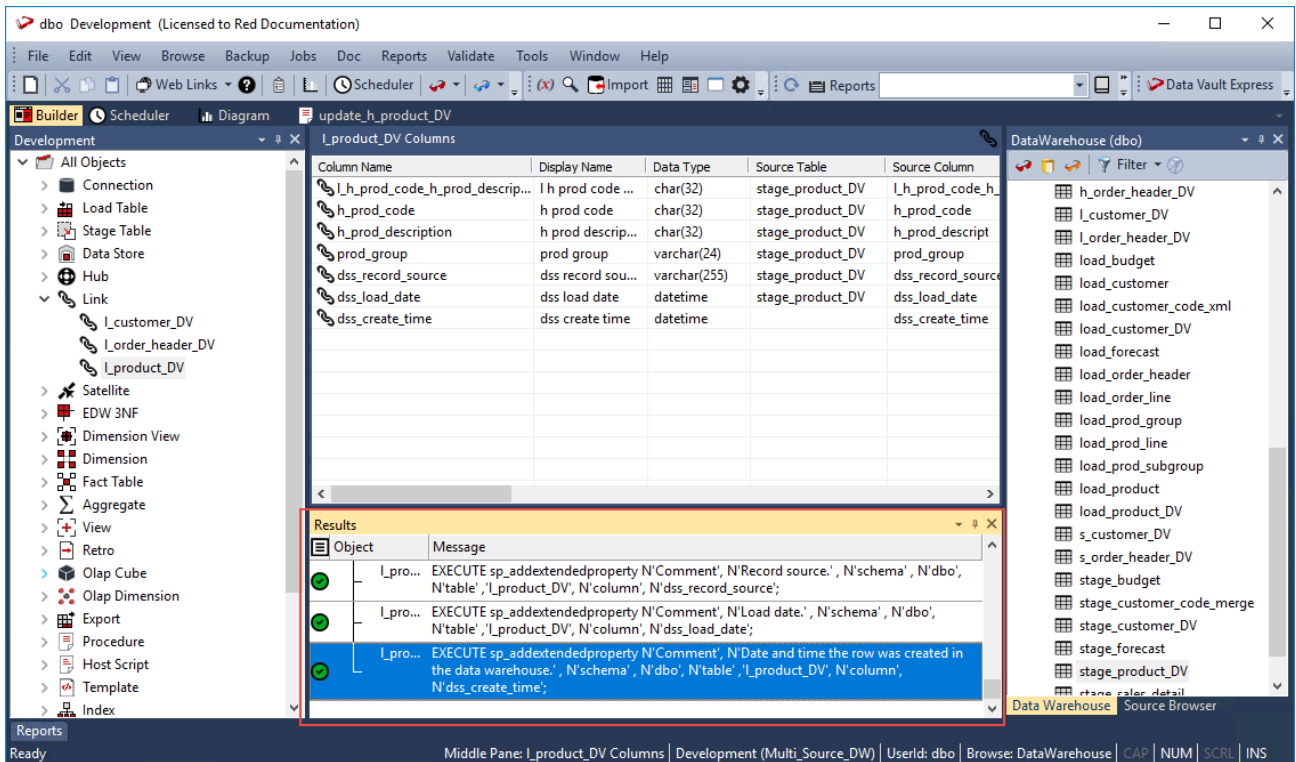 dbo Development (Licensed to Red Documentation)
File Edit View Browse Backup Jobs Doc Reports Validate Tools Window Help
Web Links Scheduler (x) Import Reports Data Vault Express
Builder Scheduler Diagram update_h_product_DV
Development
All Objects
Connection
Load Table
Stage Table
Data Store
Hub
Link
l_customer_DV
l_order_header_DV
l_product_DV
Satellite
EDW 3NF
Dimension View
Dimension
Fact Table
Aggregate
View
Retro
Olap Cube
Olap Dimension
Export
Procedure
Host Script
Template
Index
l_product_DV Columns
Column Name Display Name Data Type Source Table Source Column
l_h_prod_code_h_prod_descrip... l h prod code ... char(32) stage_product_DV l_h_prod_code_h_
h_prod_code h prod code char(32) stage_product_DV h_prod_code
h_prod_description h prod descrip... char(32) stage_product_DV h_prod_descript
prod_group prod group varchar(24) stage_product_DV prod_group
dss_record_source dss record sou... varchar(255) stage_product_DV dss_record_source
dss_load_date dss load date datetime stage_product_DV dss_load_date
dss_create_time dss create time datetime dss_create_time
Results
Object Message
l_pro... EXECUTE sp_addextendedproperty N'Comment', N'Record source.' , N'schema' , N'dbo',
N'table' ,'l_product_DV', N'column', N'dss_record_source';
l_pro... EXECUTE sp_addextendedproperty N'Comment', N'Load date.' , N'schema' , N'dbo',
N'table' ,'l_product_DV', N'column', N'dss_load_date';
l_pro... EXECUTE sp_addextendedproperty N'Comment', N'Date and time the row was created in
the data warehouse.' , N'schema' , N'dbo', N'table' ,'l_product_DV', N'column',
N'dss_create_time';
DataWarehouse (dbo)
Filter
h_order_header_DV
l_customer_DV
l_order_header_DV
load_budget
load_customer
load_customer_code_xml
load_customer_DV
load_forecast
load_order_header
load_order_line
load_prod_group
load_prod_line
load_prod_subgroup
load_product
load_product_DV
s_customer_DV
s_order_header_DV
stage_budget
stage_customer_code_merge
stage_customer_DV
stage_forecast
stage_product_DV
stage_sales_detail
Data Warehouse Source Browser
Reports
Ready Middle Pane: l_product_DV Columns Development (Multi_Source_DW) UserId: dbo Browse: DataWarehouse CAP NUM SCRL INS